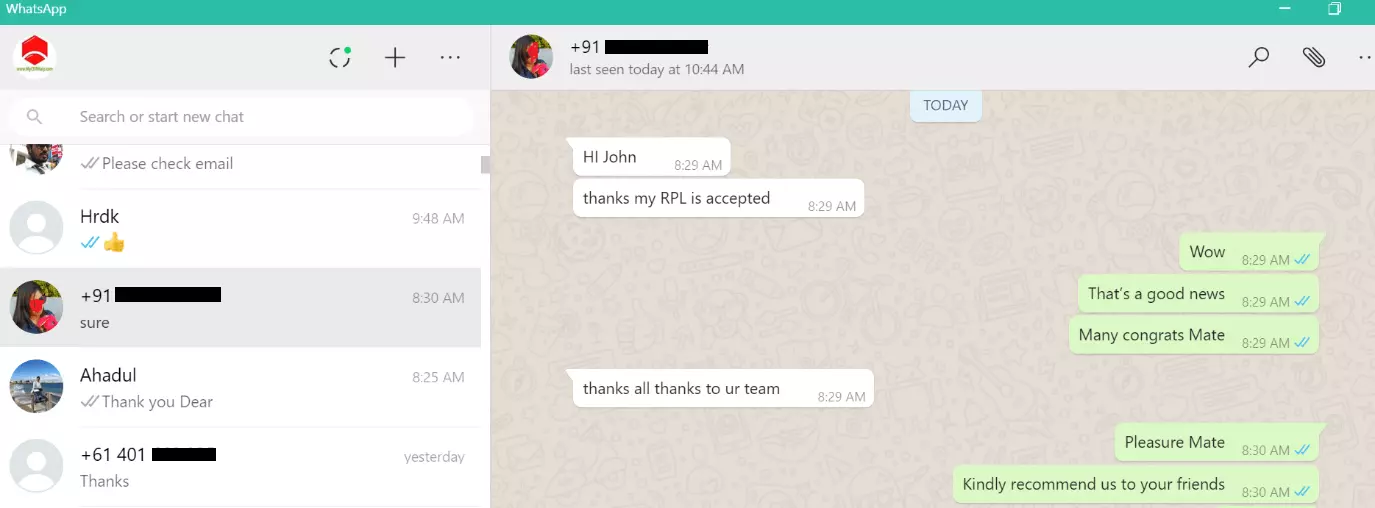 WhatsApp
Search or start new chat
Please check email
Hrdk
9:48 AM
+91
8:30 AM
sure
Ahadul
8:25 AM
Thank you Dear
+61 401
yesterday
Thanks
+91
last seen today at 10:44 AM
TODAY
HI John
8:29 AM
thanks my RPL is accepted
8:29 AM
Wow
8:29 AM
That's a good news
8:29 AM
Many congrats Mate
8:29 AM
thanks all thanks to ur team
8:29 AM
Pleasure Mate
8:30 AM
Kindly recommend us to your friends
8:30 AM